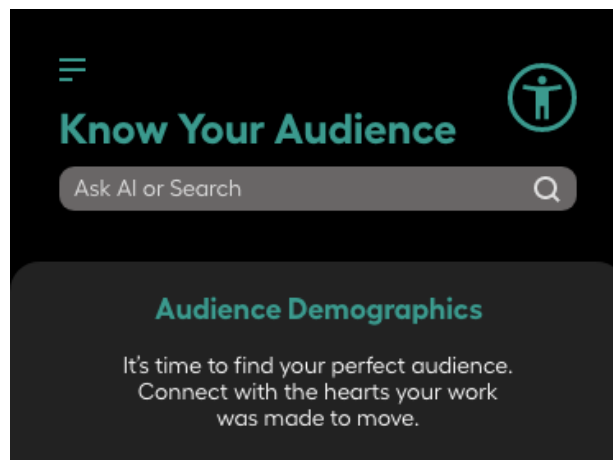 Know Your Audience
Ask AI or Search
Audience Demographics
It's time to find your perfect audience.
Connect with the hearts your work
was made to move.